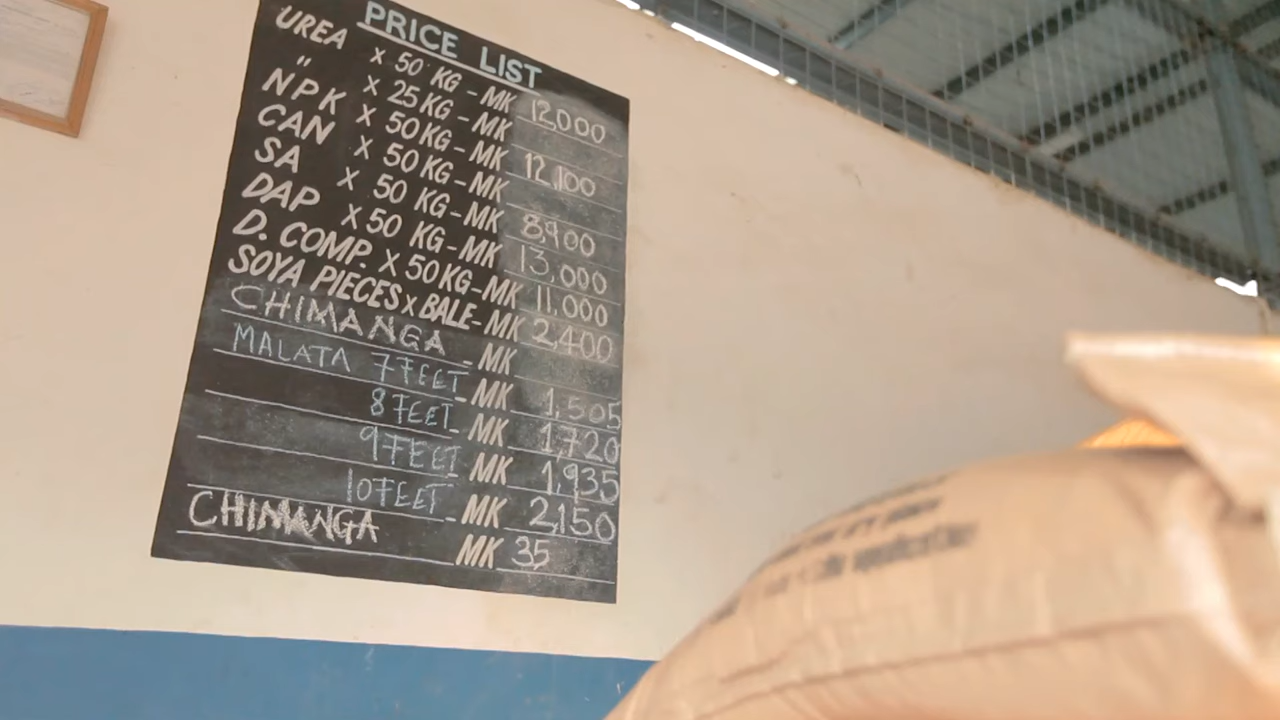 PRICE LIST
UREA x 50 KG - MK 12,000
" x 25 KG - MK
NPK x 50 KG - MK 12,100
CAN x 50 KG - MK
SA x 50 KG - MK 8,900
DAP x 50 KG - MK 13,000
D. COMP. x 50 KG - MK 11,000
SOYA PIECES x BALE - MK 2,400
CHIMANGA - MK
MALATA 7 FEET - MK 1,505
8 FEET - MK 1,720
9 FEET MK 1,935
10 FEET - MK 2,150
CHIMANGA MK 35